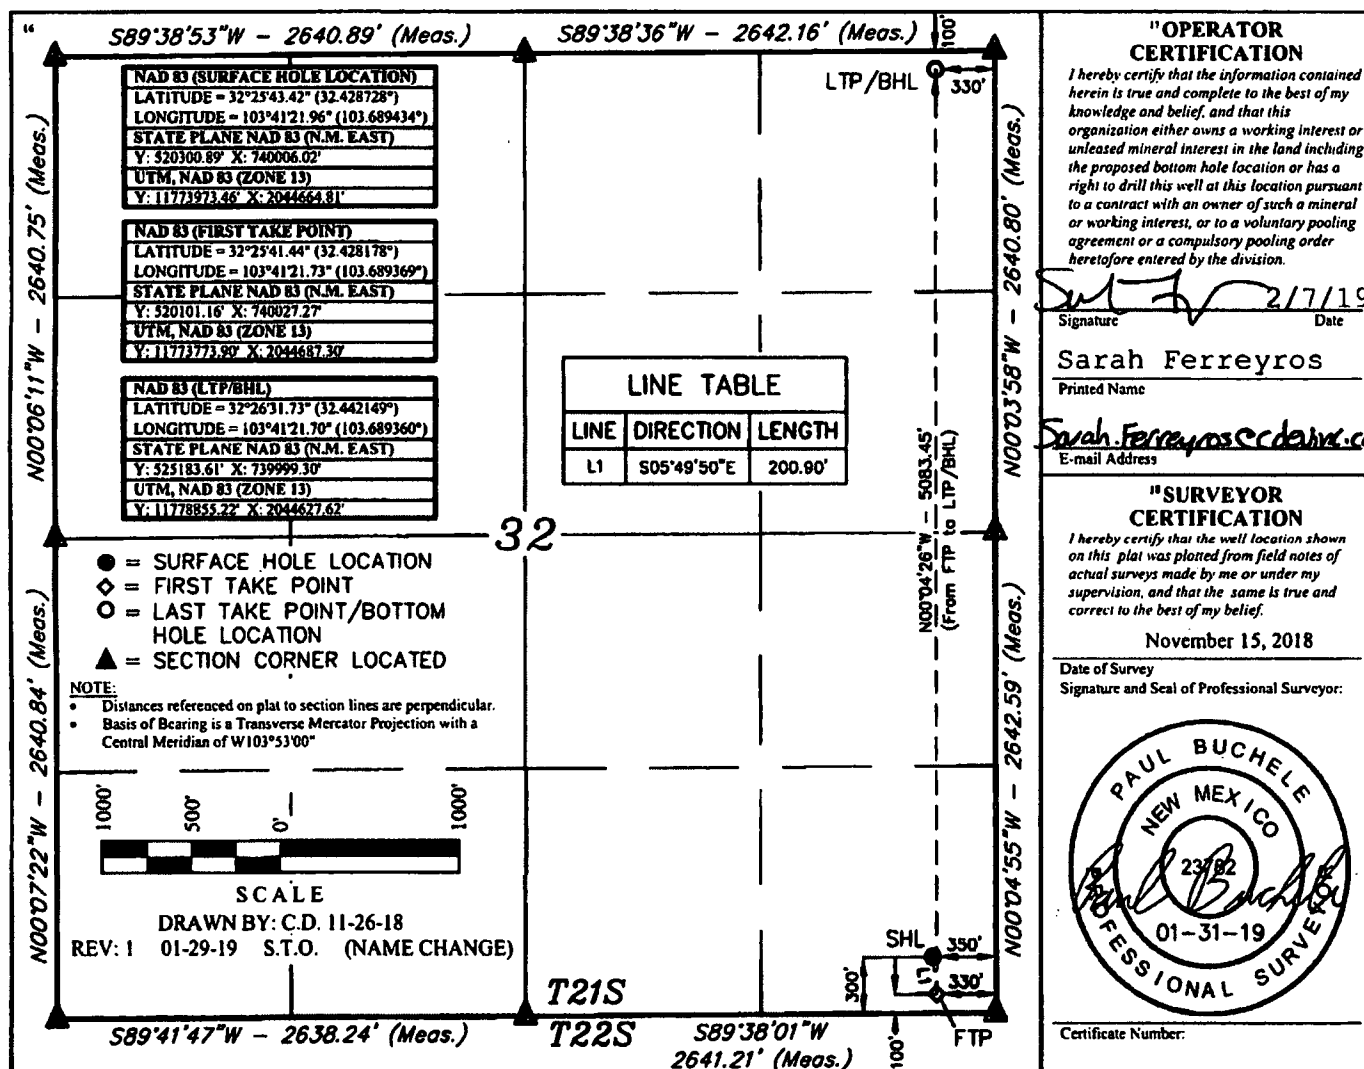 "
S89°38'53"W – 2640.89' (Meas.)
S89°38'36"W – 2642.16' (Meas.)
100'
LTP/BHL
330'
N00°06'11"W – 2640.75' (Meas.)
NAD 83 (SURFACE HOLE LOCATION)
LATITUDE = 32°25'43.42" (32.428728°)
LONGITUDE = 103°41'21.96" (103.689434°)
STATE PLANE NAD 83 (N.M. EAST)
Y: 520300.89' X: 740006.02'
UTM, NAD 83 (ZONE 13)
Y: 11773973.46' X: 2044664.81'
NAD 83 (FIRST TAKE POINT)
LATITUDE = 32°25'41.44" (32.428178°)
LONGITUDE = 103°41'21.73" (103.689369°)
STATE PLANE NAD 83 (N.M. EAST)
Y: 520101.16' X: 740027.27'
UTM, NAD 83 (ZONE 13)
Y: 11773773.90' X: 2044687.30'
NAD 83 (LTP/BHL)
LATITUDE = 32°26'31.73" (32.442149°)
LONGITUDE = 103°41'21.70" (103.689360°)
STATE PLANE NAD 83 (N.M. EAST)
Y: 525183.61' X: 739999.30'
UTM, NAD 83 (ZONE 13)
Y: 11778855.22' X: 2044627.62'
LINE TABLE
LINE DIRECTION LENGTH
L1 S05°49'50"E 200.90'
N00°04'26"W – 5083.45'
(From FTP to LTP/BHL)
N00°03'58"W – 2640.80' (Meas.)
32
● = SURFACE HOLE LOCATION
◇ = FIRST TAKE POINT
○ = LAST TAKE POINT/BOTTOM
HOLE LOCATION
▲ = SECTION CORNER LOCATED
NOTE:
• Distances referenced on plat to section lines are perpendicular.
• Basis of Bearing is a Transverse Mercator Projection with a
Central Meridian of W103°53'00"
N00°07'22"W – 2640.84' (Meas.)
1000' 500' 0' 1000'
SCALE
DRAWN BY: C.D. 11-26-18
REV: 1 01-29-19 S.T.O. (NAME CHANGE)
N00°04'55"W – 2642.59' (Meas.)
SHL
350'
300'
L1
330'
FTP
100'
T21S
T22S
S89°41'47"W – 2638.24' (Meas.)
S89°38'01"W
2641.21' (Meas.)
"OPERATOR
CERTIFICATION
I hereby certify that the information contained
herein is true and complete to the best of my
knowledge and belief, and that this
organization either owns a working interest or
unleased mineral interest in the land including
the proposed bottom hole location or has a
right to drill this well at this location pursuant
to a contract with an owner of such a mineral
or working interest, or to a voluntary pooling
agreement or a compulsory pooling order
heretofore entered by the division.
2/7/19
Signature Date
Sarah Ferreyros
Printed Name
E-mail Address
"SURVEYOR
CERTIFICATION
I hereby certify that the well location shown
on this plat was plotted from field notes of
actual surveys made by me or under my
supervision, and that the same is true and
correct to the best of my belief.
November 15, 2018
Date of Survey
Signature and Seal of Professional Surveyor:
PAUL BUCHELE
NEW MEXICO
23782
01-31-19
PROFESSIONAL SURVEYOR
Certificate Number: